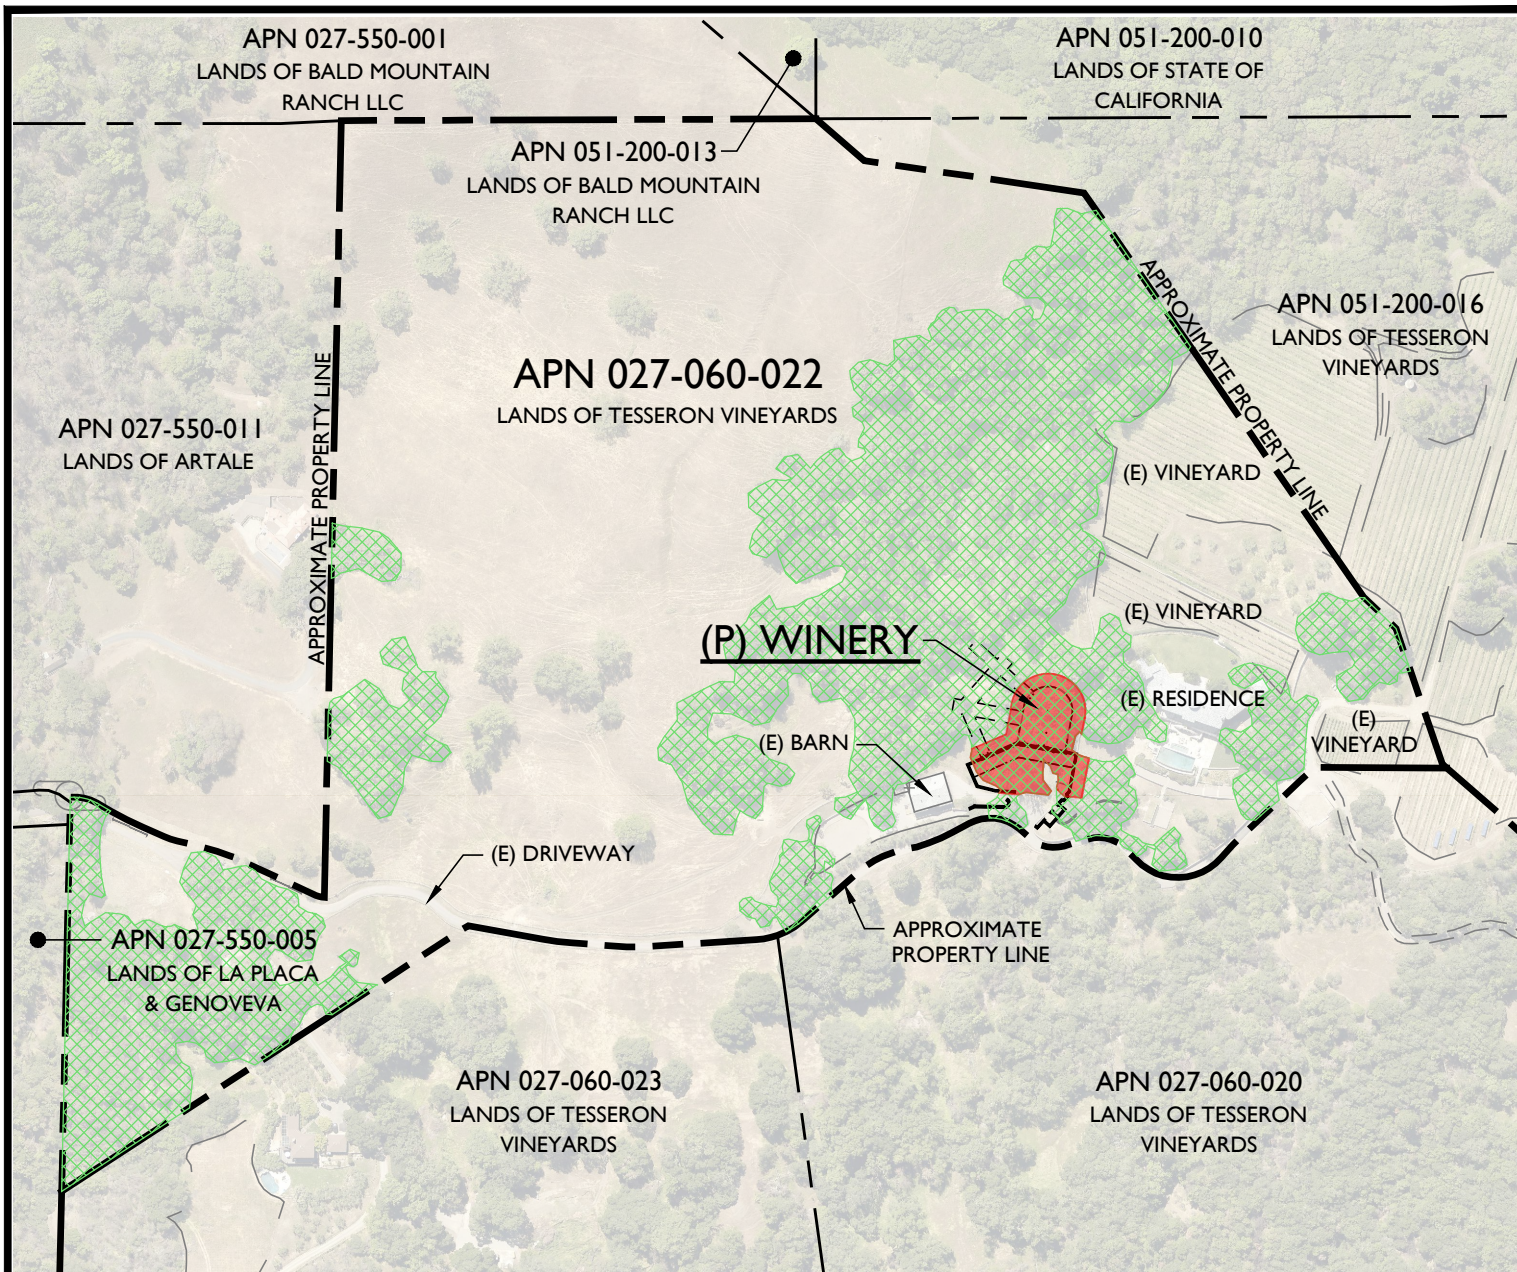 APN 027-550-001
LANDS OF BALD MOUNTAIN
RANCH LLC
APN 051-200-010
LANDS OF STATE OF
CALIFORNIA
APN 051-200-013
LANDS OF BALD MOUNTAIN
RANCH LLC
APN 051-200-016
LANDS OF TESSERON
VINEYARDS
APPROXIMATE PROPERTY LINE
APN 027-060-022
LANDS OF TESSERON VINEYARDS
APN 027-550-011
LANDS OF ARTALE
APPROXIMATE PROPERTY LINE
(E) VINEYARD
(E) VINEYARD
(P) WINERY
(E) RESIDENCE
(E)
VINEYARD
(E) BARN
(E) DRIVEWAY
APPROXIMATE
PROPERTY LINE
APN 027-550-005
LANDS OF LA PLACA
& GENOVEVA
APN 027-060-023
LANDS OF TESSERON
VINEYARDS
APN 027-060-020
LANDS OF TESSERON
VINEYARDS